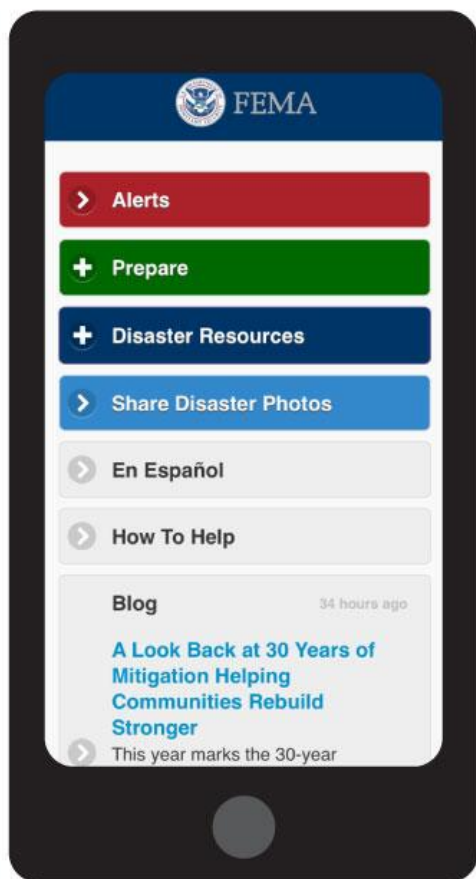 FEMA
Alerts
Prepare
Disaster Resources
Share Disaster Photos
En Español
How To Help
Blog 34 hours ago
A Look Back at 30 Years of
Mitigation Helping
Communities Rebuild
Stronger
This year marks the 30-year